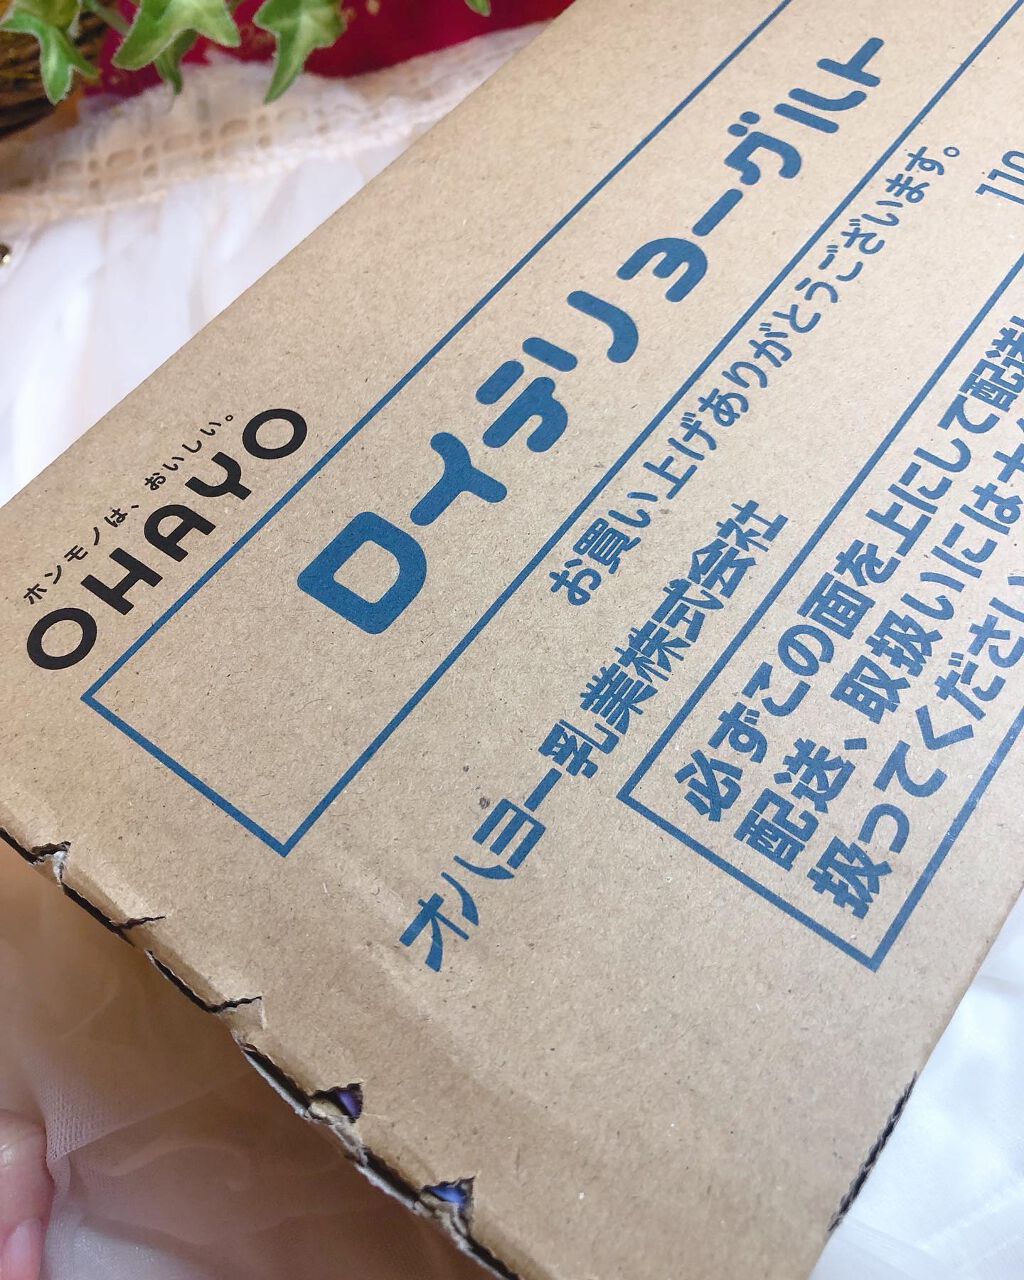 ホンモノは、おいしい。
OHAYO
ロイテリヨーグルト
お買い上げありがとうございます。
オハヨー乳業株式会社
必ずこの面を上にして配送
配送、取扱いには
扱ってください
110